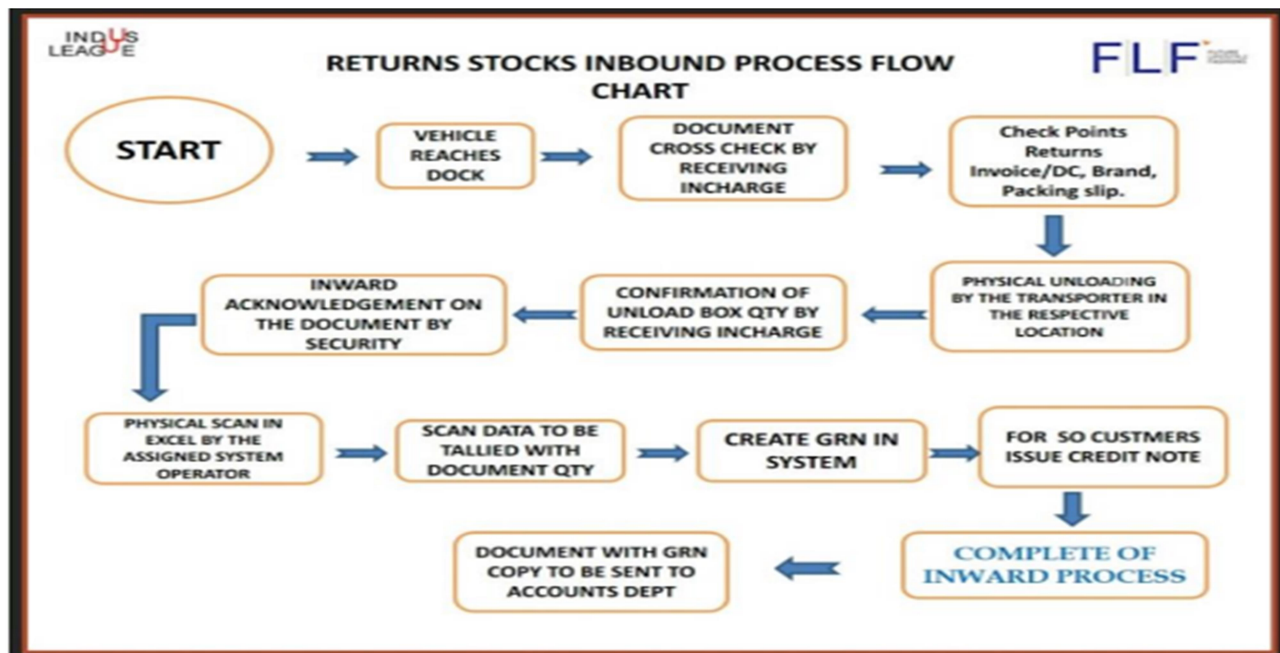 INDUS
LEAGUE
FLF
RETURNS STOCKS INBOUND PROCESS FLOW
CHART
START
VEHICLE
REACHES
DOCK
DOCUMENT
CROSS CHECK BY
RECEIVING
INCHARGE
Check Points
Returns
Invoice/DC, Brand,
Packing slip.
PHYSICAL UNLOADING
BY THE TRANSPORTER IN
THE RESPECTIVE
LOCATION
CONFIRMATION OF
UNLOAD BOX QTY BY
RECEIVING INCHARGE
INWARD
ACKNOWLEDGEMENT ON
THE DOCUMENT BY
SECURITY
PHYSICAL SCAN IN
EXCEL BY THE
ASSIGNED SYSTEM
OPERATOR
SCAN DATA TO BE
TALLIED WITH
DOCUMENT QTY
CREATE GRN IN
SYSTEM
FOR SO CUSTMERS
ISSUE CREDIT NOTE
COMPLETE OF
INWARD PROCESS
DOCUMENT WITH GRN
COPY TO BE SENT TO
ACCOUNTS DEPT